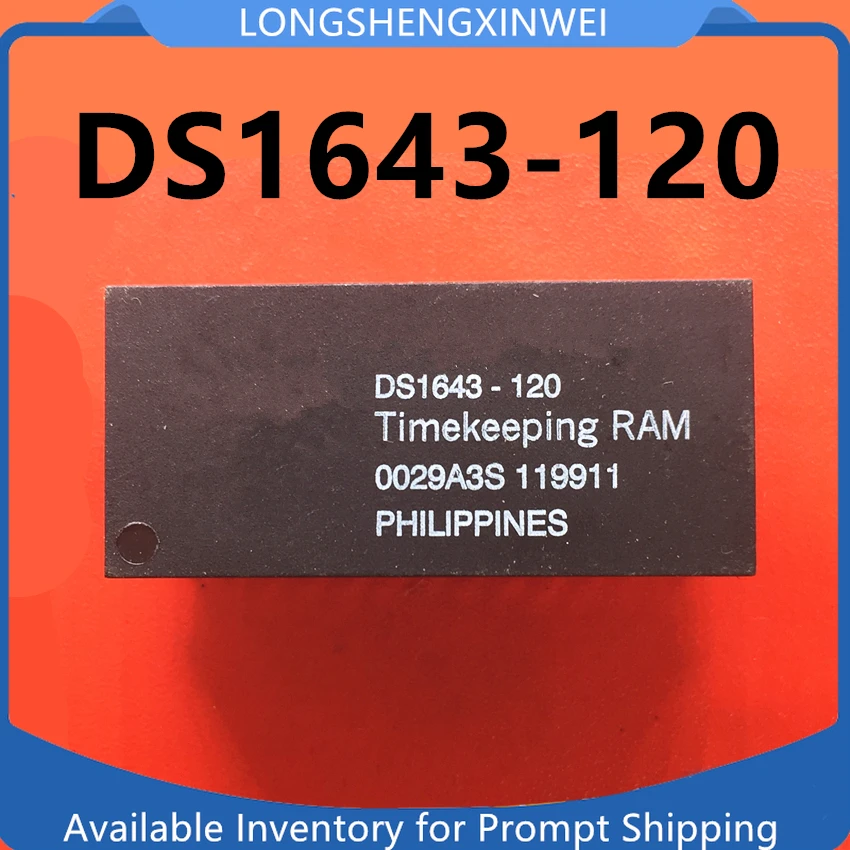 LONGSHENGXINWEI
DS1643-120
DS1643 - 120
Timekeeping RAM
0029A3S 119911
PHILIPPINES
Available Inventory for Prompt Shipping